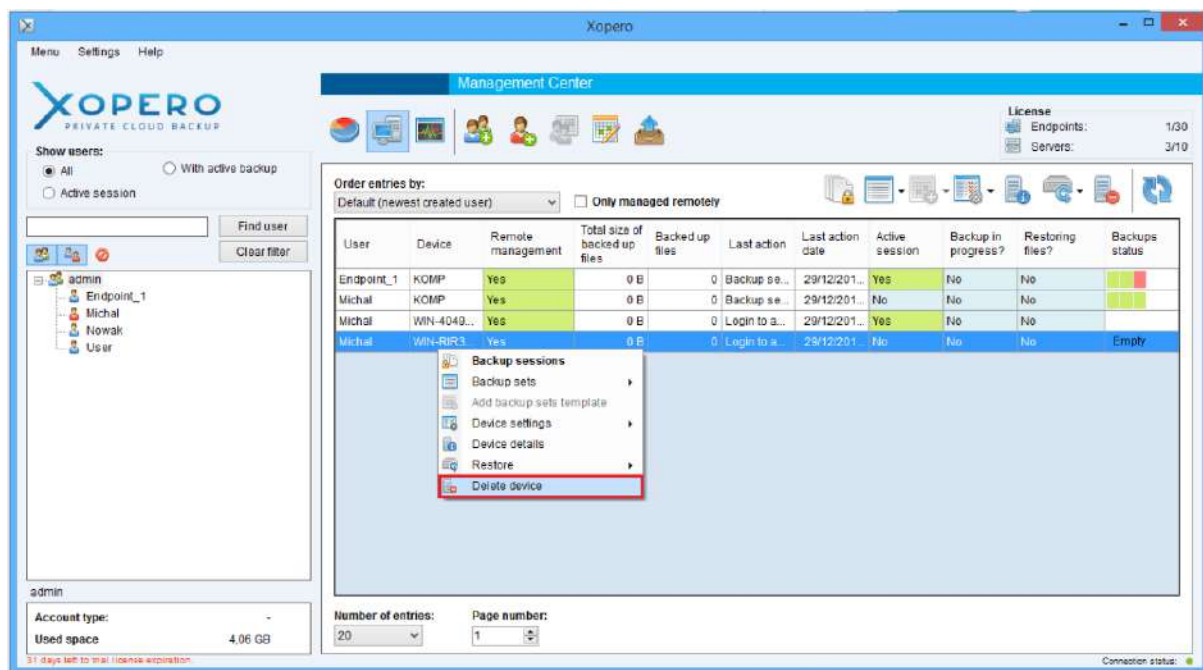 Xopero
Menu Settings Help
XOPERO
PRIVATE CLOUD BACKUP
Show users:
All
With active backup
Active session
Find user
Clear filter
admin
Endpoint_1
Michal
Nowak
User
admin
Account type: -
Used space 4,06 GB
31 days left to trial license expiration.
Management Center
License
Endpoints: 1/30
Servers: 3/10
Order entries by:
Default (newest created user)
Only managed remotely
User Device Remote management Total size of backed up files Backed up files Last action Last action date Active session Backup in progress? Restoring files? Backups status
Endpoint_1 KOMP Yes 0 B 0 Backup se... 29/12/201... Yes No No
Michal KOMP Yes 0 B 0 Backup se... 29/12/201... No No No
Michal WIN-4049... Yes 0 B 0 Login to a... 29/12/201... Yes No No
Michal WIN-RIR3... Yes 0 B 0 Login to a... 29/12/201... No No No Empty
Backup sessions
Backup sets
Add backup sets template
Device settings
Device details
Restore
Delete device
Number of entries: Page number:
20 1
Connection status: